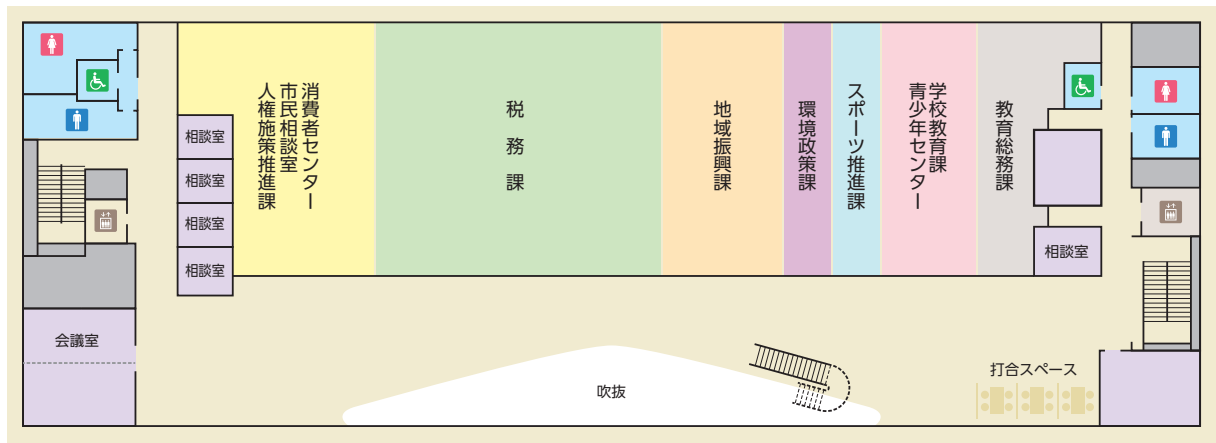 消費者センター
市民相談室
人権施策推進課
税務課
地域振興課
環境政策課
スポーツ推進課
学校教育課
青少年センター
教育総務課
相談室
相談室
相談室
相談室
相談室
会議室
吹抜
打合スペース